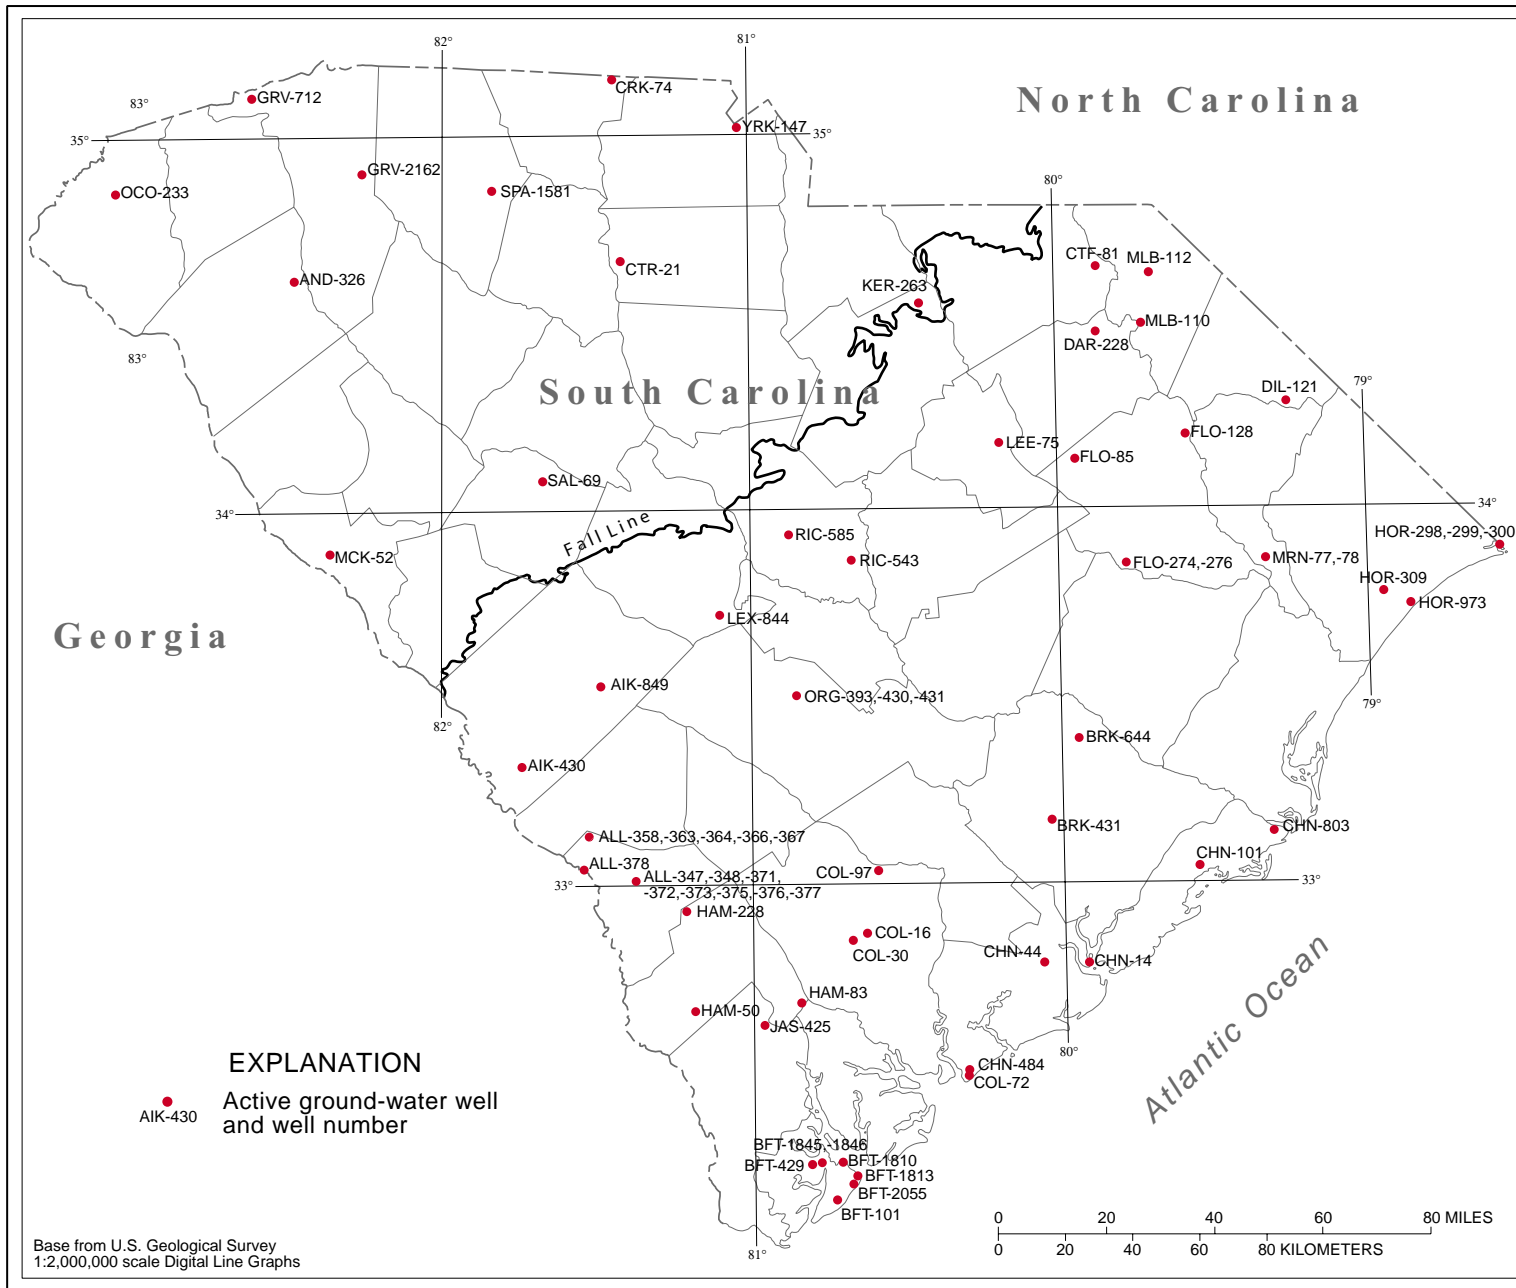 82°
81°
83°
GRV-712
CRK-74
North Carolina
YRK-147
35°
35°
GRV-2162
OCO-233
SPA-1581
80°
CTR-21
CTF-81
MLB-112
AND-326
KER-263
MLB-110
DAR-228
83°
South Carolina
79°
DIL-121
LEE-75
FLO-128
FLO-85
SAL-69
34°
34°
Fall Line
RIC-585
HOR-298,-299,-300
MCK-52
RIC-543
FLO-274,-276
MRN-77,-78
HOR-309
HOR-973
LEX-844
Georgia
AIK-849
ORG-393,-430,-431
79°
82°
BRK-644
AIK-430
BRK-431
CHN-803
ALL-358,-363,-364,-366,-367
CHN-101
ALL-378
COL-97
33°
ALL-347,-348,-371,
-372,-373,-375,-376,-377
33°
HAM-228
COL-16
COL-30
CHN-44
CHN-14
HAM-83
HAM-50
JAS-425
Atlantic Ocean
80°
CHN-484
COL-72
EXPLANATION
AIK-430
Active ground-water well
and well number
BFT-1845,-1846
BFT-429
BFT-1810
BFT-1813
BFT-2055
BFT-101
81°
0 20 40 60 80 MILES
0 20 40 60 80 KILOMETERS
Base from U.S. Geological Survey
1:2,000,000 scale Digital Line Graphs